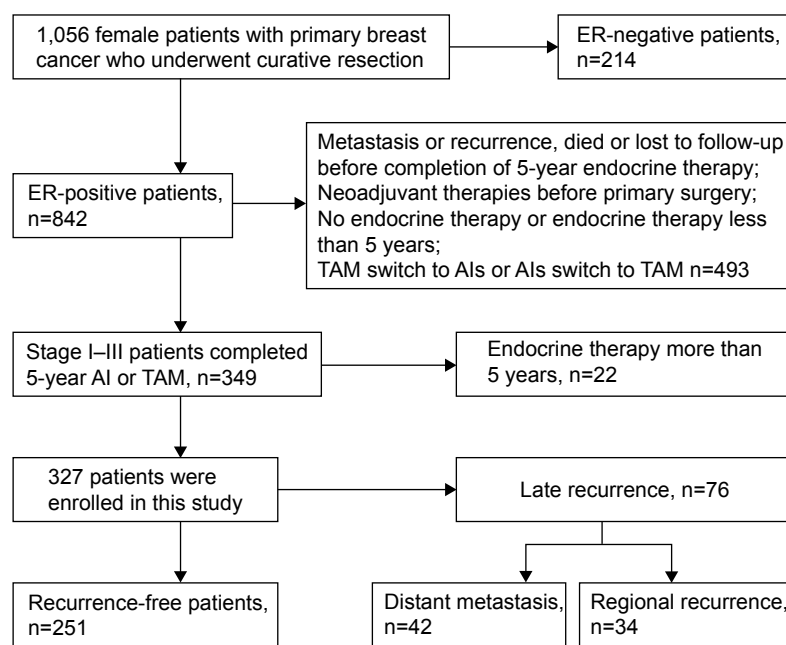 1,056 female patients with primary breast
cancer who underwent curative resection
ER-negative patients,
n=214
Metastasis or recurrence, died or lost to follow-up
before completion of 5-year endocrine therapy;
Neoadjuvant therapies before primary surgery;
No endocrine therapy or endocrine therapy less
than 5 years;
TAM switch to AIs or AIs switch to TAM n=493
ER-positive patients,
n=842
Stage I–III patients completed
5-year AI or TAM, n=349
Endocrine therapy more than
5 years, n=22
327 patients were
enrolled in this study
Late recurrence, n=76
Recurrence-free patients,
n=251
Distant metastasis,
n=42
Regional recurrence,
n=34